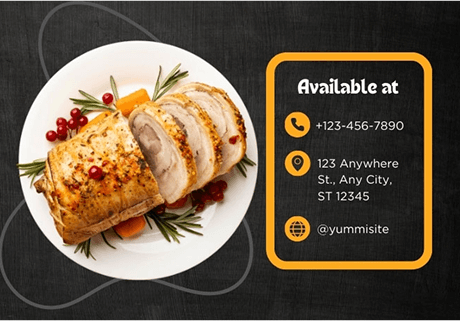 Available at
+123-456-7890
123 Anywhere
St., Any City,
ST 12345
@yummisite